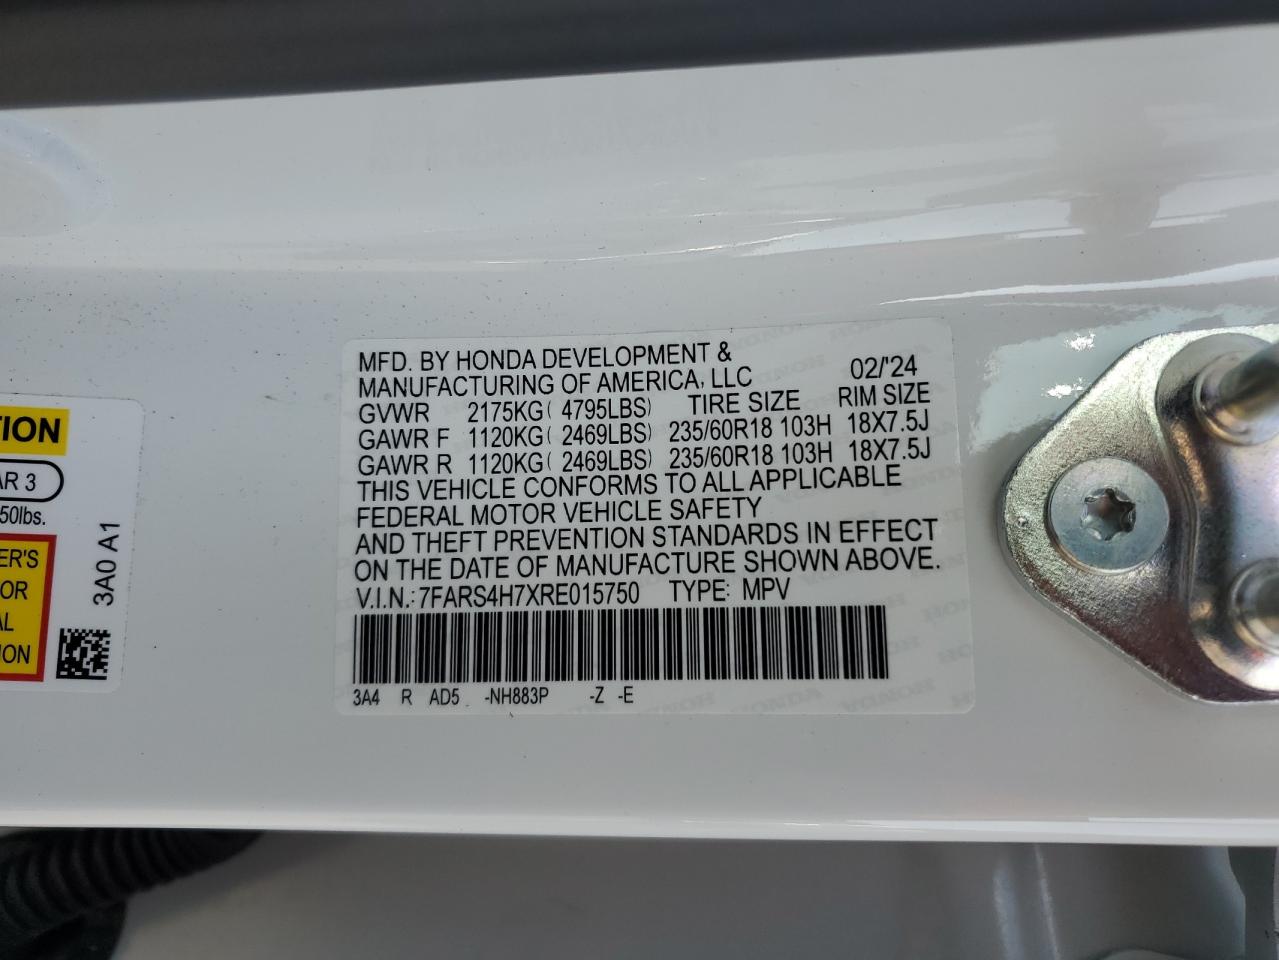 TION
AR 3
50lbs.
ER'S
OR
AL
ION
3A0 A1
MFD. BY HONDA DEVELOPMENT &
MANUFACTURING OF AMERICA, LLC 02/'24
GVWR 2175KG( 4795LBS) TIRE SIZE RIM SIZE
GAWR F 1120KG( 2469LBS) 235/60R18 103H 18X7.5J
GAWR R 1120KG( 2469LBS) 235/60R18 103H 18X7.5J
THIS VEHICLE CONFORMS TO ALL APPLICABLE
FEDERAL MOTOR VEHICLE SAFETY
AND THEFT PREVENTION STANDARDS IN EFFECT
ON THE DATE OF MANUFACTURE SHOWN ABOVE.
V.I.N.: 7FARS4H7XRE015750 TYPE: MPV
3A4 R AD5 -NH883P -Z -E